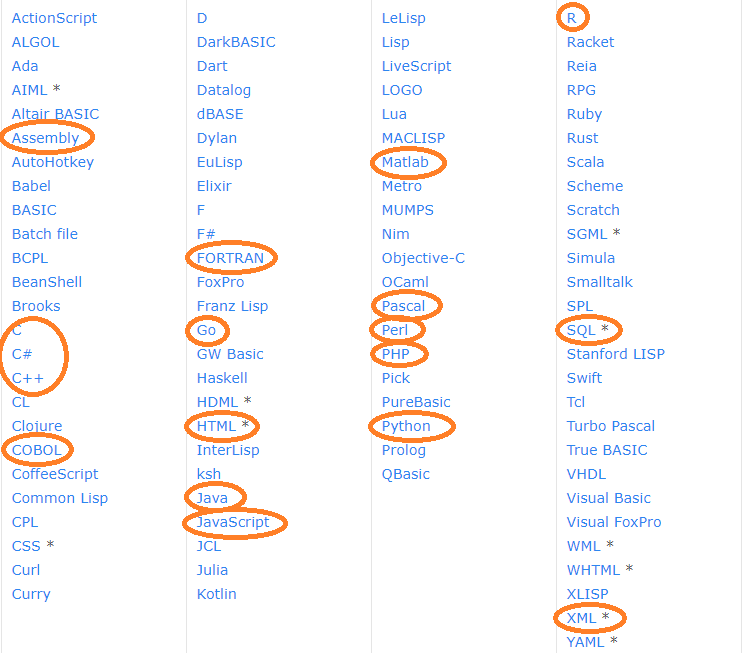 ActionScript
ALGOL
Ada
AIML *
Altair BASIC
Assembly
AutoHotkey
Babel
BASIC
Batch file
BCPL
BeanShell
Brooks
C
C#
C++
CL
Clojure
COBOL
CoffeeScript
Common Lisp
CPL
CSS *
Curl
Curry
D
DarkBASIC
Dart
Datalog
dBASE
Dylan
EuLisp
Elixir
F
F#
FORTRAN
FoxPro
Franz Lisp
Go
GW Basic
Haskell
HDML *
HTML *
InterLisp
ksh
Java
JavaScript
JCL
Julia
Kotlin
LeLisp
Lisp
LiveScript
LOGO
Lua
MACLISP
Matlab
Metro
MUMPS
Nim
Objective-C
OCaml
Pascal
Perl
PHP
Pick
PureBasic
Python
Prolog
QBasic
R
Racket
Reia
RPG
Ruby
Rust
Scala
Scheme
Scratch
SGML *
Simula
Smalltalk
SPL
SQL *
Stanford LISP
Swift
Tcl
Turbo Pascal
True BASIC
VHDL
Visual Basic
Visual FoxPro
WML *
WHTML *
XLISP
XML *
YAML *